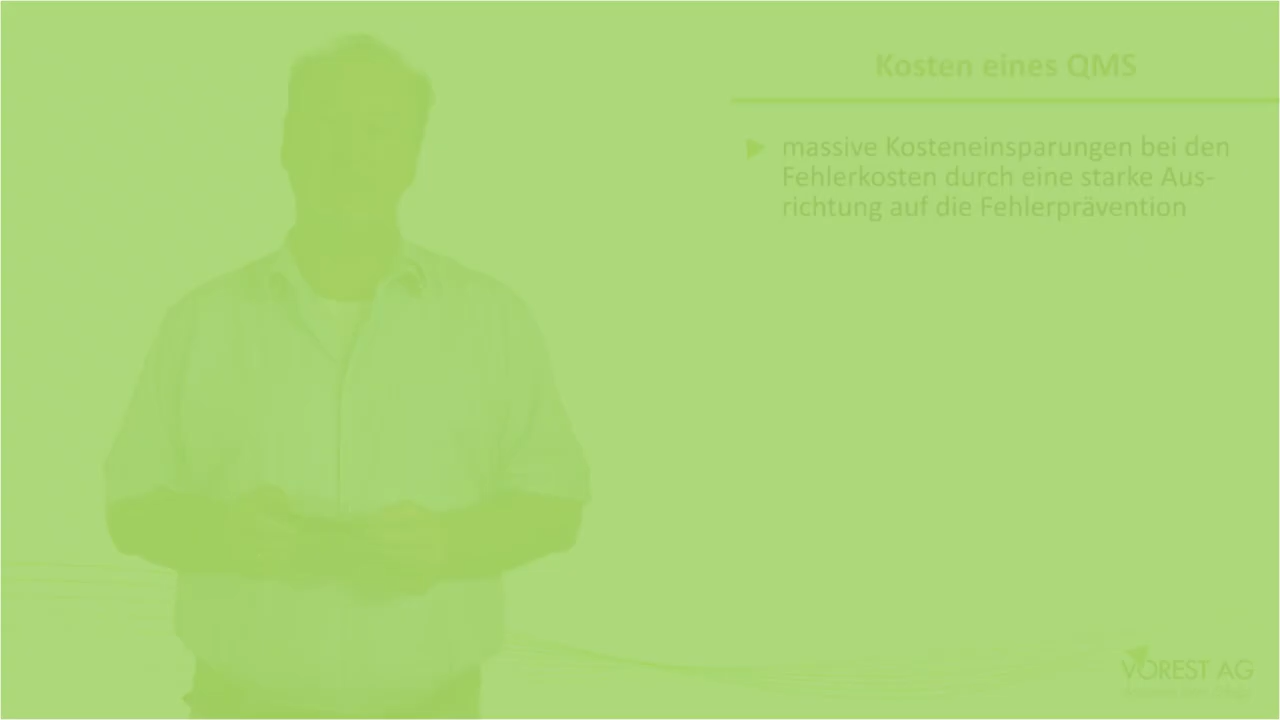 Kosten eines QMS
massive Kosteneinsparungen bei den
Fehlerkosten durch eine starke Aus-
richtung auf die Fehlerprävention
VOREST AG